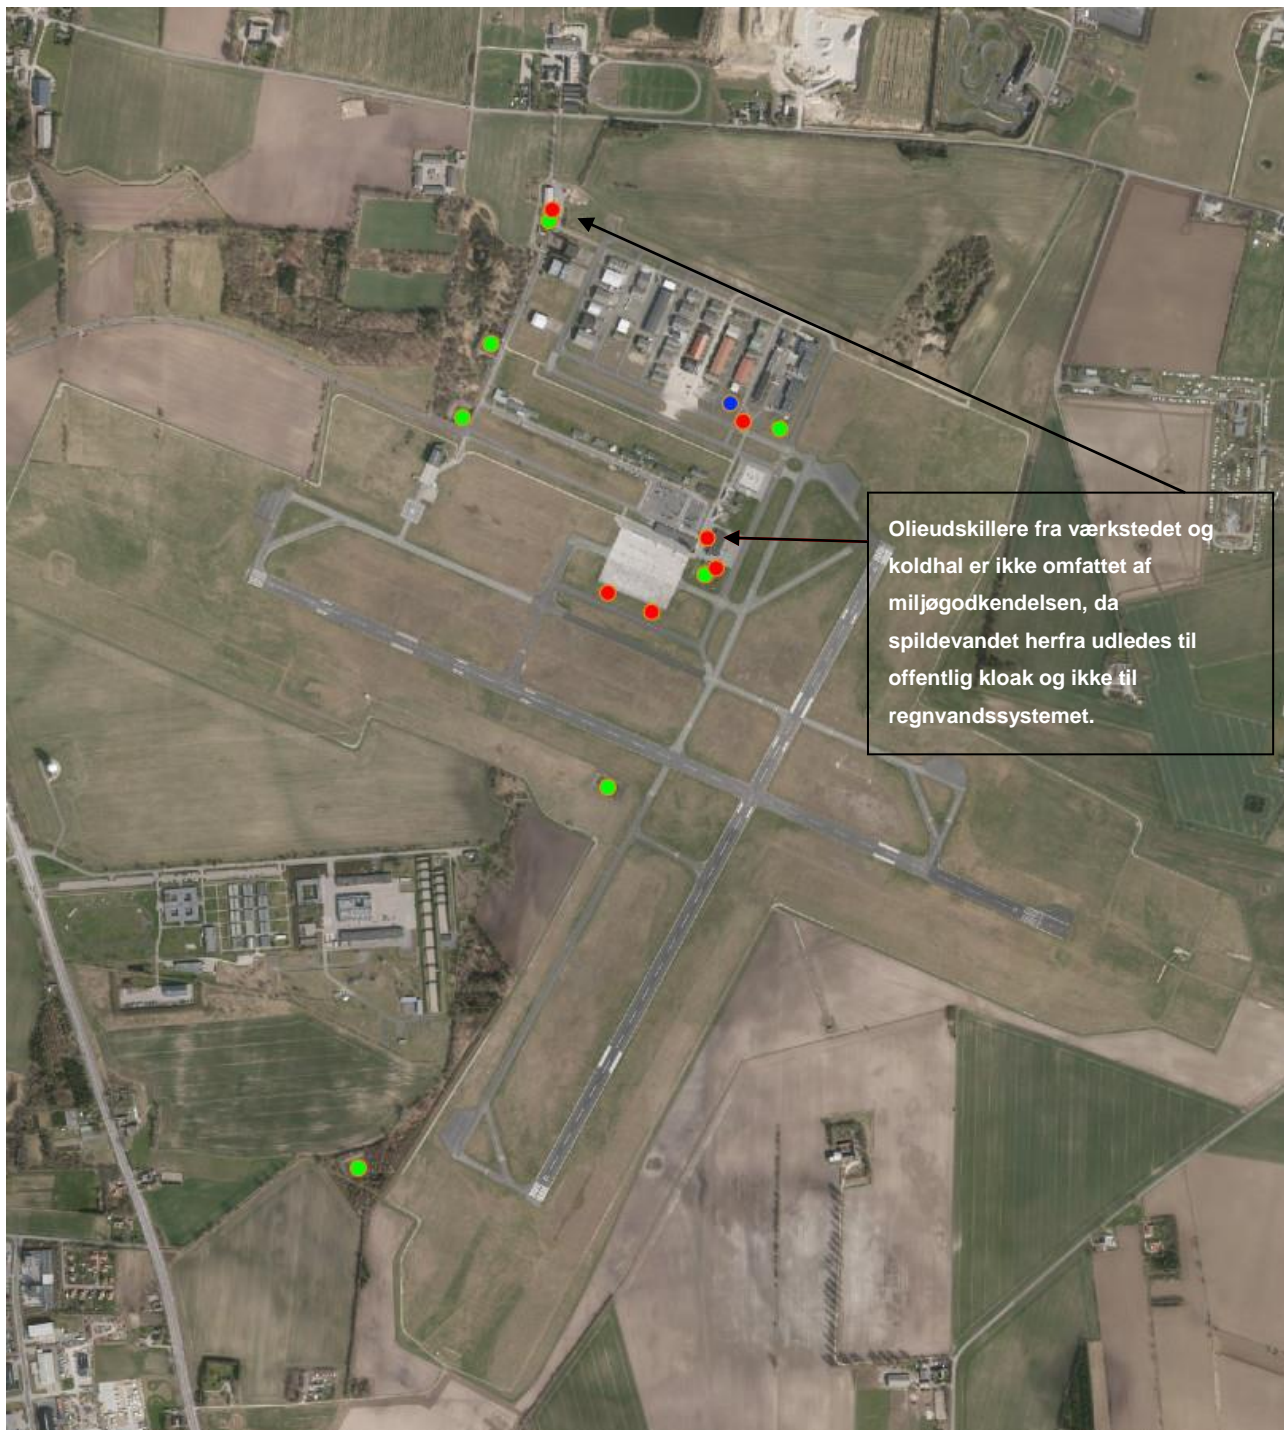 Olieudskillere fra værkstedet og
koldhal er ikke omfattet af
miljøgodkendelsen, da
spildevandet herfra udledes til
offentlig kloak og ikke til
regnvandssystemet.